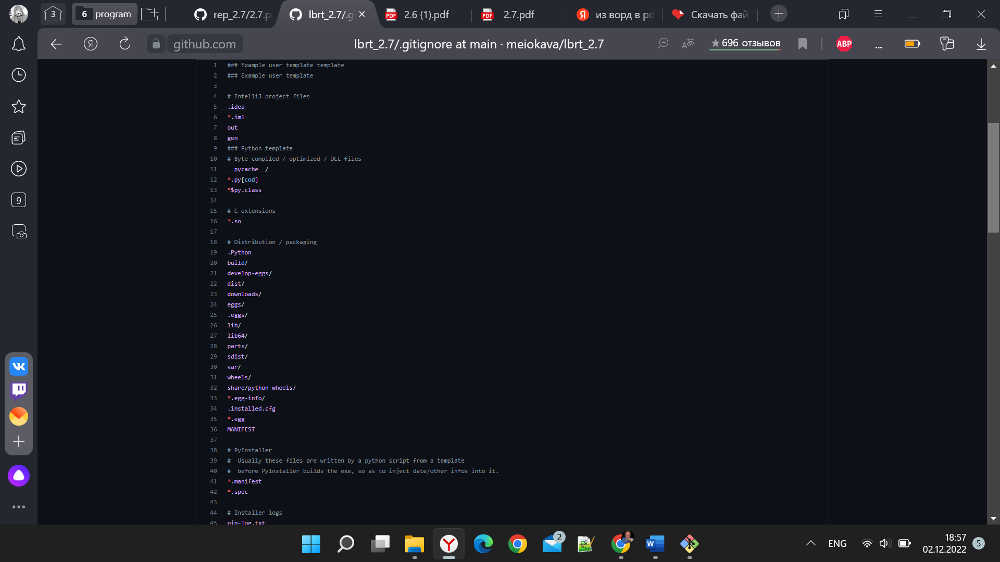 3
6 program
rep_2.7/2.7.p
lbrt_2.7/.g
PDF 2.6 (1).pdf
PDF 2.7.pdf
Я из ворд в pd
Скачать фай
Я
github.com
lbrt_2.7/.gitignore at main · meiokava/lbrt_2.7
★696 отзывов
ABP
...
9
1 ### Example user template template
2 ### Example user template
3
4 # IntelliJ project files
5 .idea
6 *.iml
7 out
8 gen
9 ### Python template
10 # Byte-compiled / optimized / DLL files
11 __pycache__/
12 *.py[cod]
13 *$py.class
14
15 # C extensions
16 *.so
17
18 # Distribution / packaging
19 .Python
20 build/
21 develop-eggs/
22 dist/
23 downloads/
24 eggs/
25 .eggs/
26 lib/
27 lib64/
28 parts/
29 sdist/
30 var/
31 wheels/
32 share/python-wheels/
33 *.egg-info/
34 .installed.cfg
35 *.egg
36 MANIFEST
37
38 # PyInstaller
39 #  Usually these files are written by a python script from a template
40 #  before PyInstaller builds the exe, so as to inject date/other infos into it.
41 *.manifest
42 *.spec
43
44 # Installer logs
45 pip-log.txt
2
W
ENG
18:57
02.12.2022
5